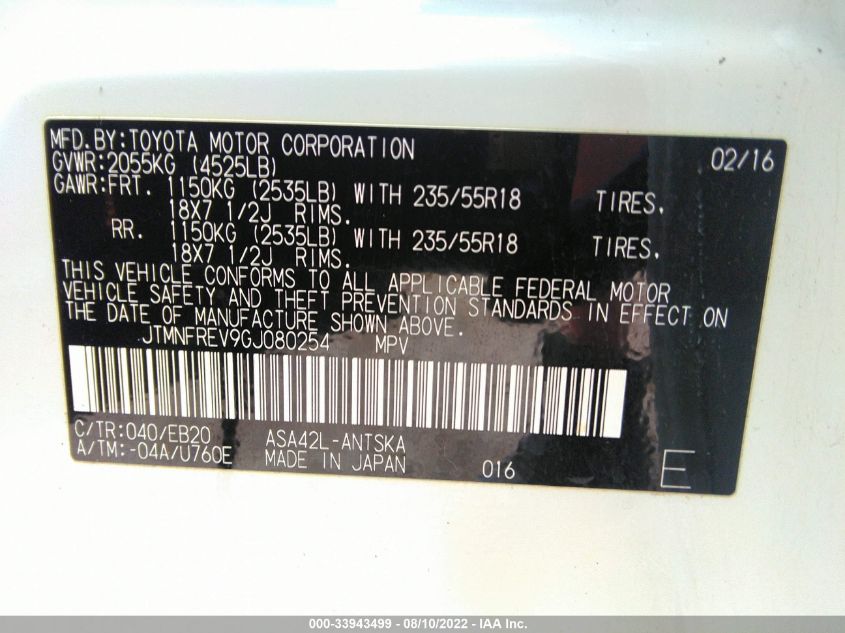 MFD.BY:TOYOTA MOTOR CORPORATION 02/16
GVWR:2055KG (4525LB)
GAWR:FRT. 1150KG (2535LB) WITH 235/55R18 TIRES.
18X7 1/2J RIMS.
RR. 1150KG (2535LB) WITH 235/55R18 TIRES.
18X7 1/2J RIMS.
THIS VEHICLE CONFORMS TO ALL APPLICABLE FEDERAL MOTOR
VEHICLE SAFETY AND THEFT PREVENTION STANDARDS IN EFFECT ON
THE DATE OF MANUFACTURE SHOWN ABOVE.
JTMNFREV9GJ080254 MPV
C/TR:040/EB20 ASA42L-ANTSKA
A/TM:-04A/U760E MADE IN JAPAN 016 E
000-33943499 - 08/10/2022 - IAA Inc.